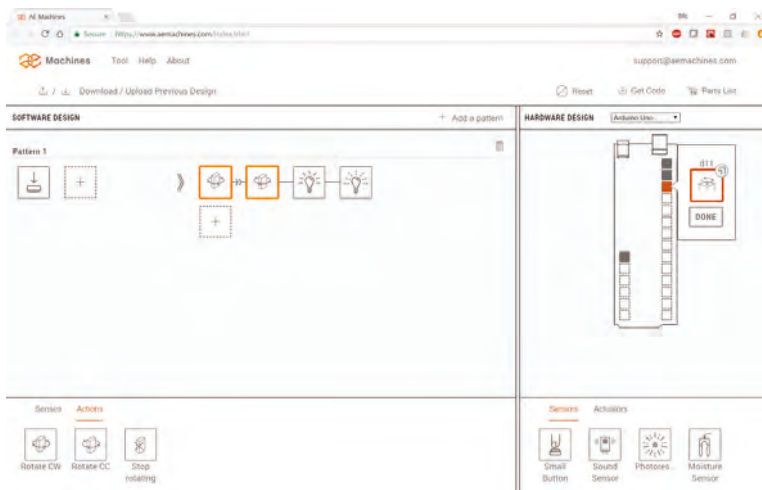 AE Machines
Secure https://www.aemachines.com
Machines Tool Help About support@aemachines.com
Download / Upload Previous Design Reset Get Code Parts List
SOFTWARE DESIGN + Add a pattern HARDWARE DESIGN Arduino Uno
Pattern 1
d11
DONE
Senses Actions Sensors Actuators
Rotate CW Rotate CC Stop rotating Small Button Sound Sensor Photores... Moisture Sensor